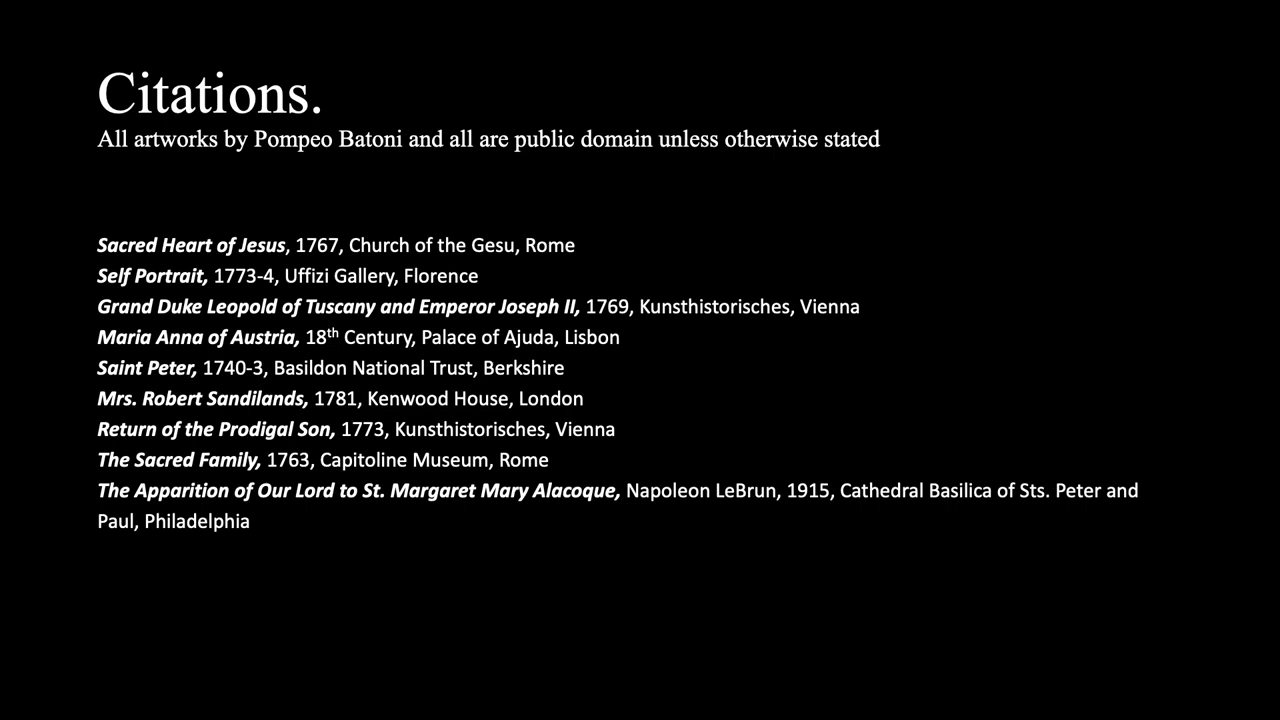 Citations.
All artworks by Pompeo Batoni and all are public domain unless otherwise stated
Sacred Heart of Jesus, 1767, Church of the Gesu, Rome
Self Portrait, 1773-4, Uffizi Gallery, Florence
Grand Duke Leopold of Tuscany and Emperor Joseph II, 1769, Kunsthistorisches, Vienna
Maria Anna of Austria, 18th Century, Palace of Ajuda, Lisbon
Saint Peter, 1740-3, Basildon National Trust, Berkshire
Mrs. Robert Sandilands, 1781, Kenwood House, London
Return of the Prodigal Son, 1773, Kunsthistorisches, Vienna
The Sacred Family, 1763, Capitoline Museum, Rome
The Apparition of Our Lord to St. Margaret Mary Alacoque, Napoleon LeBrun, 1915, Cathedral Basilica of Sts. Peter and
Paul, Philadelphia